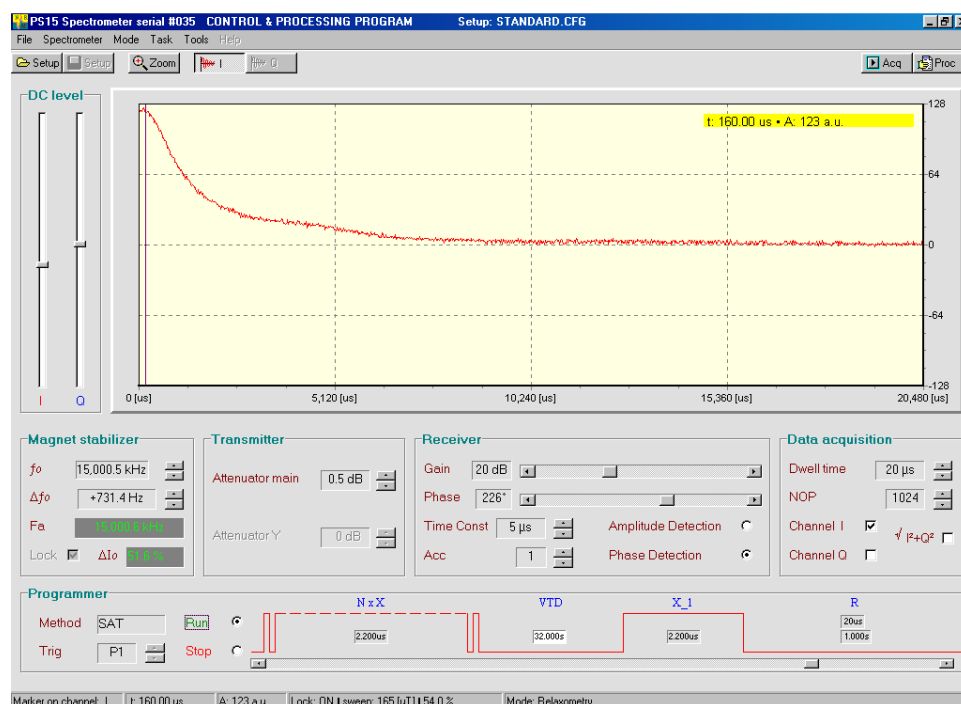 PS15 Spectrometer serial #035 CONTROL & PROCESSING PROGRAM Setup: STANDARD.CFG
File Spectrometer Mode Task Tools Help
Setup Setup Zoom I Q Acq Proc
DC level
t: 160.00 us • A: 123 a.u.
128
64
0
-64
-128
I Q
0 [us] 5,120 [us] 10,240 [us] 15,360 [us] 20,480 [us]
Magnet stabilizer Transmitter Receiver Data acquisition
fo 15,000.5 kHz Attenuator main 0.5 dB Gain 20 dB Dwell time 20 µs
Δfo +731.4 Hz Phase 226° NOP 1024
Fa 15,000.6 kHz Attenuator Y 0 dB Time Const 5 µs Amplitude Detection Channel I √ I²+Q²
Lock ΔIo 51.6 % Acc 1 Phase Detection Channel Q
Programmer
N x X VTD X_1 R
Method SAT Run 2.200us 32.000s 2.200us 20us
1.000s
Trig P1 Stop
Marker on channel: I t: 160.00 us A: 123 a.u. Lock: ON sweep: 165 [uT] 54.0 % Mode: Relaxometry